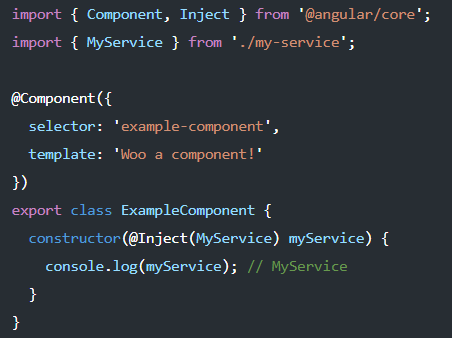 import { Component, Inject } from '@angular/core';
import { MyService } from './my-service';
@Component({
selector: 'example-component',
template: 'Woo a component!'
})
export class ExampleComponent {
constructor(@Inject(MyService) myService) {
console.log(myService); // MyService
}
}